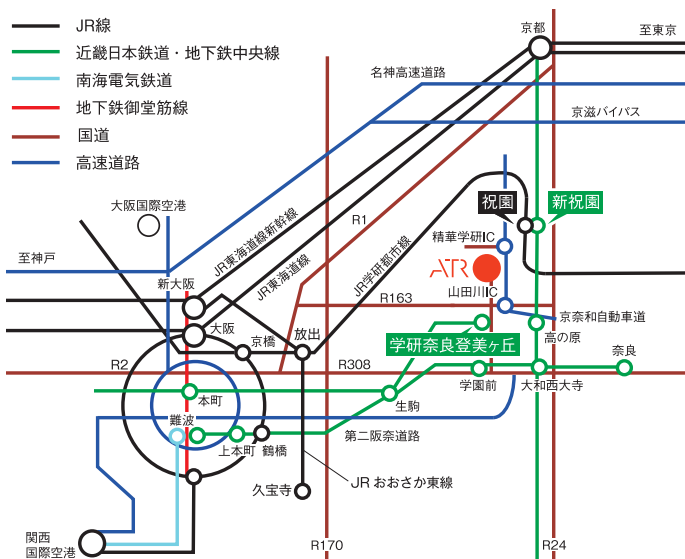 JR線
近畿日本鉄道・地下鉄中央線
南海電気鉄道
地下鉄御堂筋線
国道
高速道路
京都
至東京
名神高速道路
京滋バイパス
大阪国際空港
祝園
新祝園
R1
JR東海道線新幹線
JR東海道線
JR学研都市線
精華学研IC
至神戸
ATR
新大阪
山田川IC
R163
京奈和自動車道
大阪
京橋
放出
学研奈良登美ヶ丘
高の原
奈良
R2
R308
学園前
大和西大寺
本町
生駒
難波
上本町
鶴橋
第二阪奈道路
久宝寺
JRおおさか東線
関西
国際空港
R170
R24